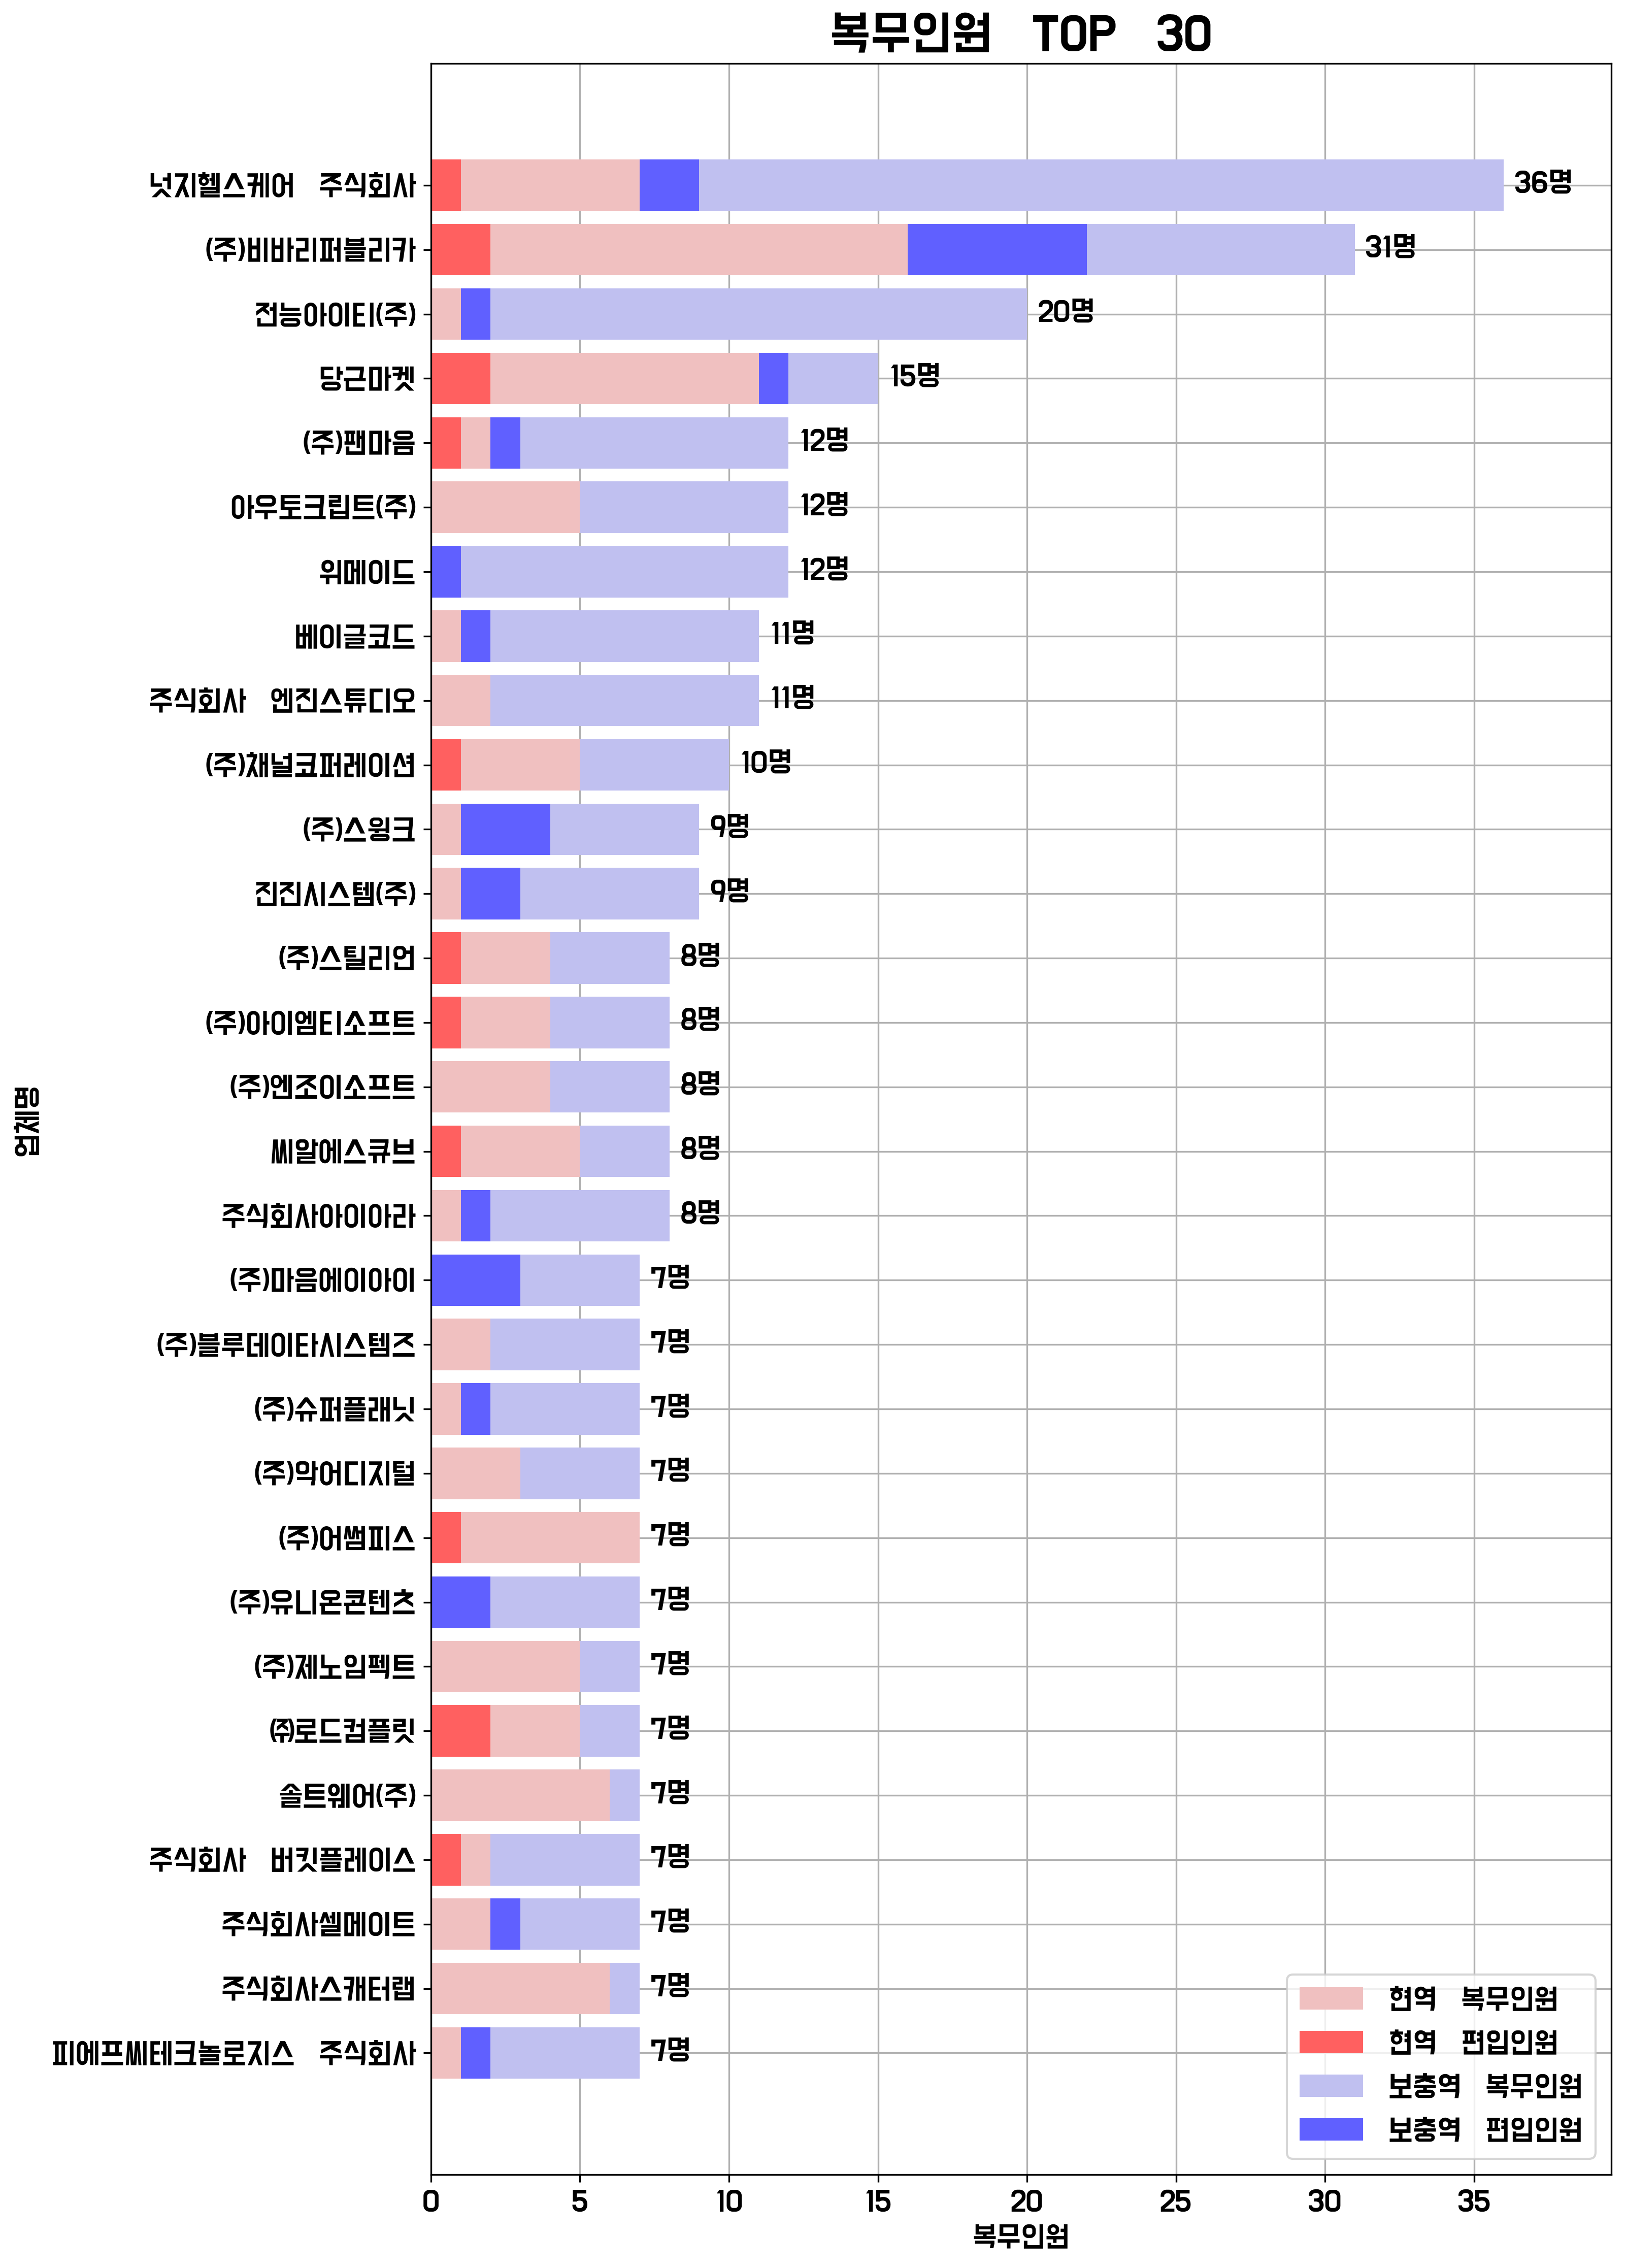 복무인원 TOP 30
넛지헬스케어 주식회사 36명
(주)비바리퍼블리카 31명
전능아이티(주) 20명
당근마켓 15명
(주)팬마음 12명
아우토크립트(주) 12명
위메이드 12명
베이글코드 11명
주식회사 엔진스튜디오 11명
(주)채널코퍼레이션 10명
(주)스윙크 9명
진진시스템(주) 9명
(주)스틸리언 8명
(주)아이엠티소프트 8명
(주)엔조이소프트 8명
씨알에스큐브 8명
주식회사아이아라 8명
(주)마음에이아이 7명
(주)블루데이타시스템즈 7명
(주)슈퍼플래닛 7명
(주)악어디지털 7명
(주)어썸피스 7명
(주)유니온콘텐츠 7명
(주)제노임펙트 7명
㈜로드컴플릿 7명
솔트웨어(주) 7명
주식회사 버킷플레이스 7명
주식회사셀메이트 7명
주식회사스캐터랩 7명
피에프씨테크놀로지스 주식회사 7명
업체명
현역 복무인원
현역 편입인원
보충역 복무인원
보충역 편입인원
0 5 10 15 20 25 30 35
복무인원